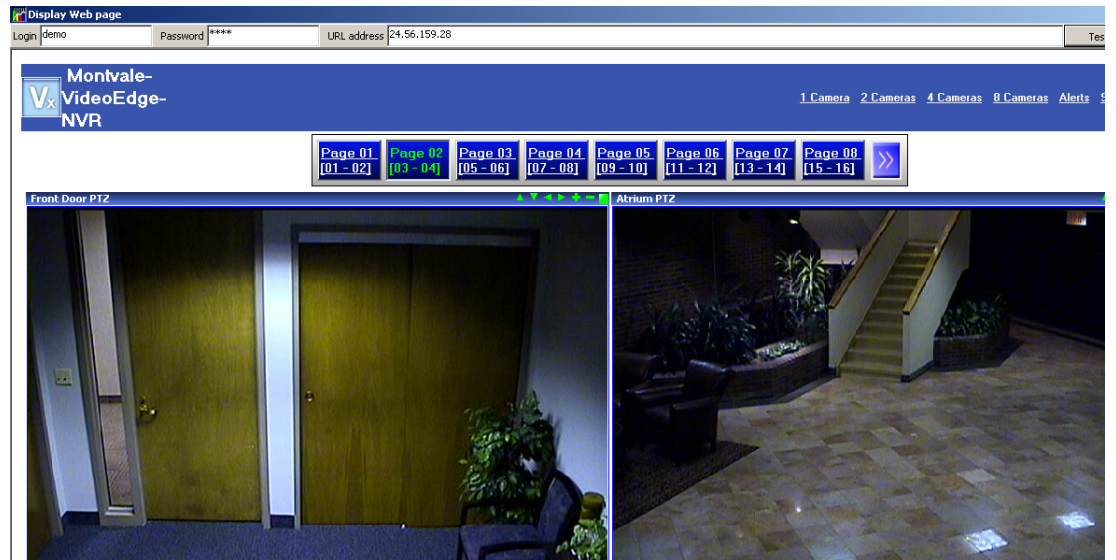 Display Web page
Login demo Password **** URL address 24.56.159.28 Tes
Vx Montvale-
VideoEdge-
NVR
1 Camera 2 Cameras 4 Cameras 8 Cameras Alerts S
Page 01 Page 02 Page 03 Page 04 Page 05 Page 06 Page 07 Page 08 >>
[01 - 02] [03 - 04] [05 - 06] [07 - 08] [09 - 10] [11 - 12] [13 - 14] [15 - 16]
Front Door PTZ Atrium PTZ